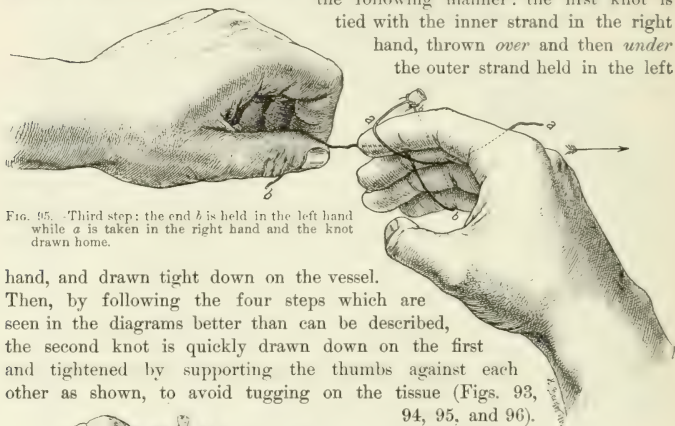 the following manner: the first knot is
tied with the inner strand in the right
hand, thrown over and then under
the outer strand held in the left
a
a
b
b
FIG. 95. -Third step: the end b is held in the left hand
while a is taken in the right hand and the knot
drawn home.
hand, and drawn tight down on the vessel.
Then, by following the four steps which are
seen in the diagrams better than can be described,
the second knot is quickly drawn down on the first
and tightened by supporting the thumbs against each
other as shown, to avoid tugging on the tissue (Figs. 93,
94, 95, and 96).